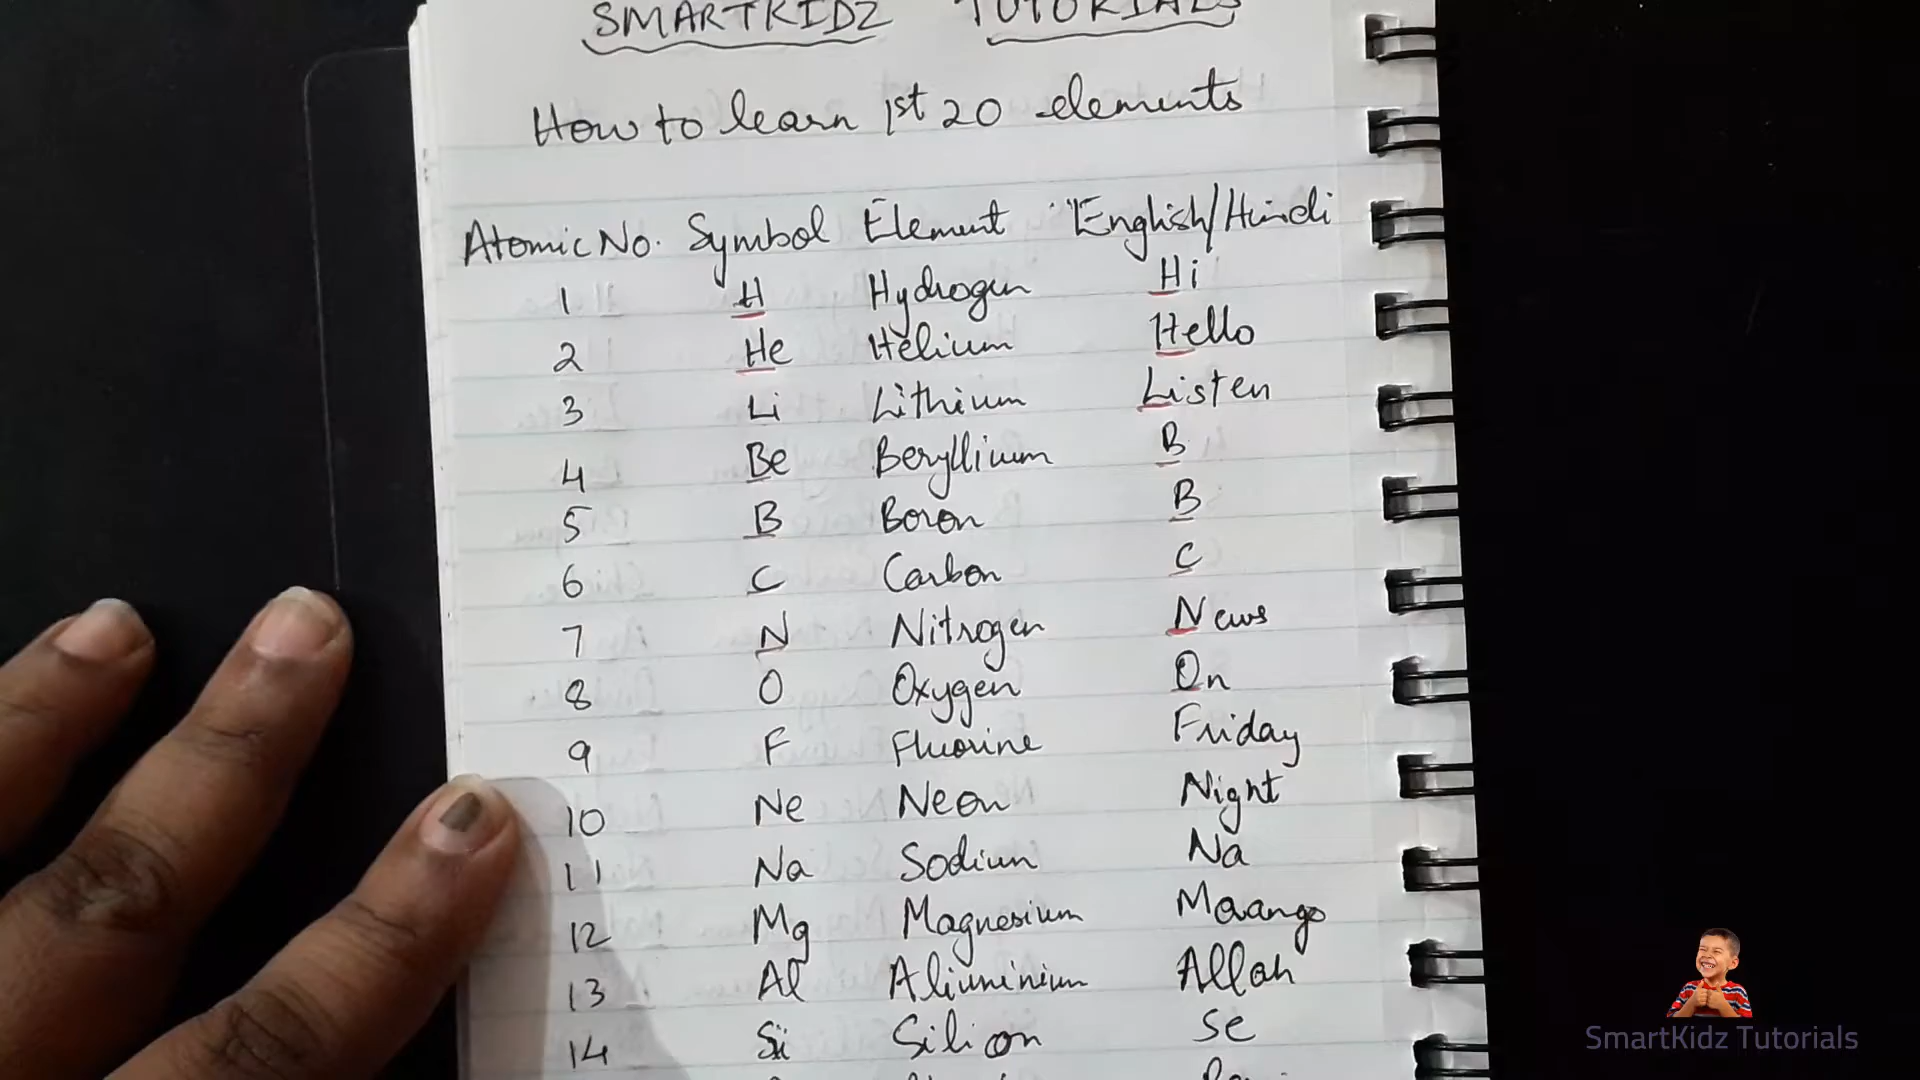 SMARTKIDZ TUTORIALS
How to learn 1st 20 elements
Atomic No. Symbol Element English/Hindi
1 H Hydrogen Hi
2 He Helium Hello
3 Li Lithium Listen
4 Be Beryllium B
5 B Boron B
6 C Carbon C
7 N Nitrogen News
8 O Oxygen On
9 F Fluorine Friday
10 Ne Neon Night
11 Na Sodium Na
12 Mg Magnesium Maango
13 Al Aluminium Allah
14 Si Silicon se
SmartKidz Tutorials